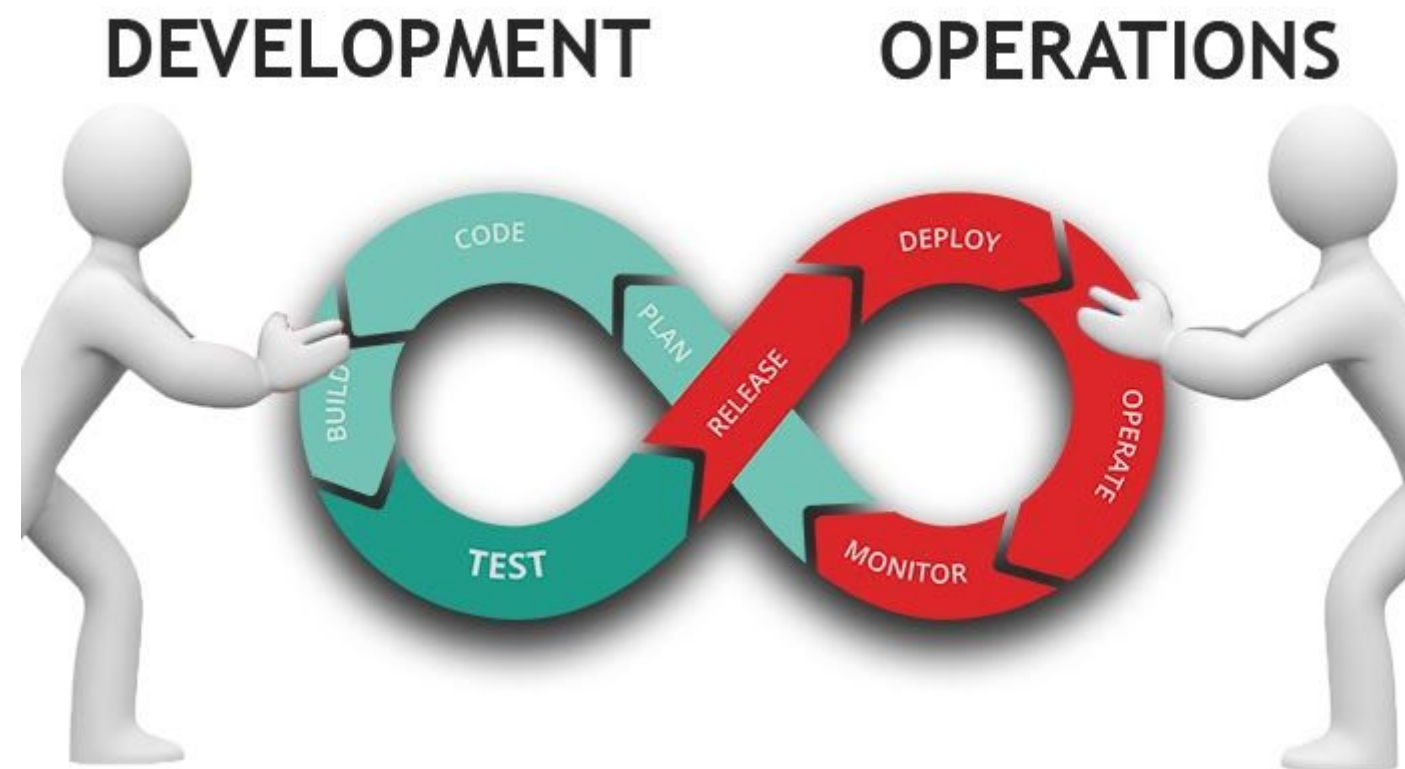 DEVELOPMENT
OPERATIONS
CODE
DEPLOY
PLAN
RELEASE
BUILD
OPERATE
TEST
MONITOR